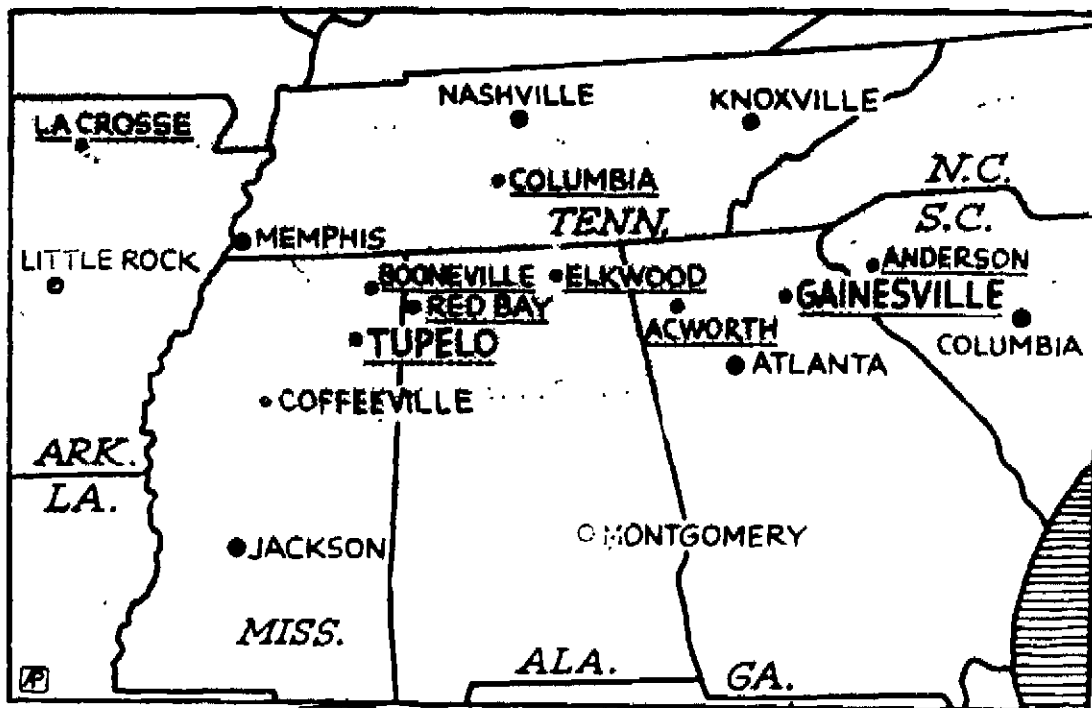 NASHVILLE
KNOXVILLE
LA CROSSE
COLUMBIA
N.C.
TENN.
S.C.
MEMPHIS
LITTLE ROCK
BOONEVILLE
ELKWOOD
ANDERSON
RED BAY
GAINESVILLE
TUPELO
ACWORTH
COLUMBIA
ATLANTA
COFFEEVILLE
ARK.
LA.
MONTGOMERY
JACKSON
MISS.
ALA.
GA.
AP